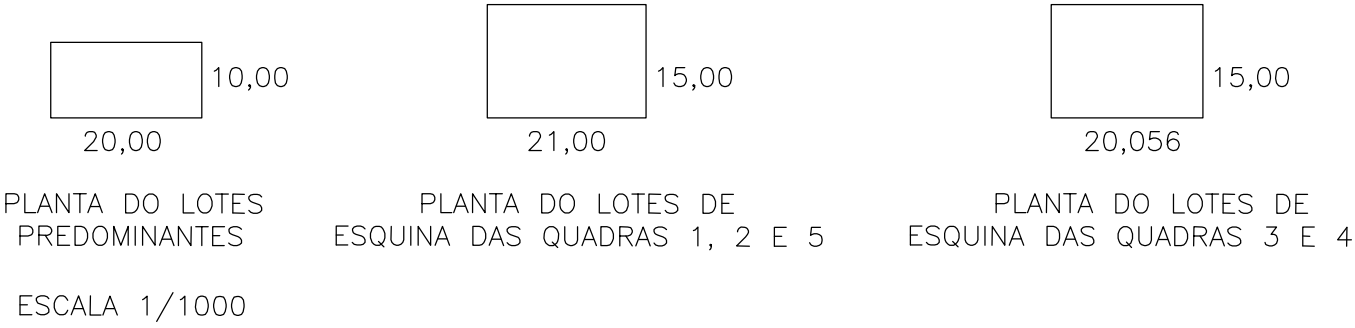 10,00
20,00
PLANTA DO LOTES
PREDOMINANTES
ESCALA 1/1000
15,00
21,00
PLANTA DO LOTES DE
ESQUINA DAS QUADRAS 1, 2 E 5
15,00
20,056
PLANTA DO LOTES DE
ESQUINA DAS QUADRAS 3 E 4